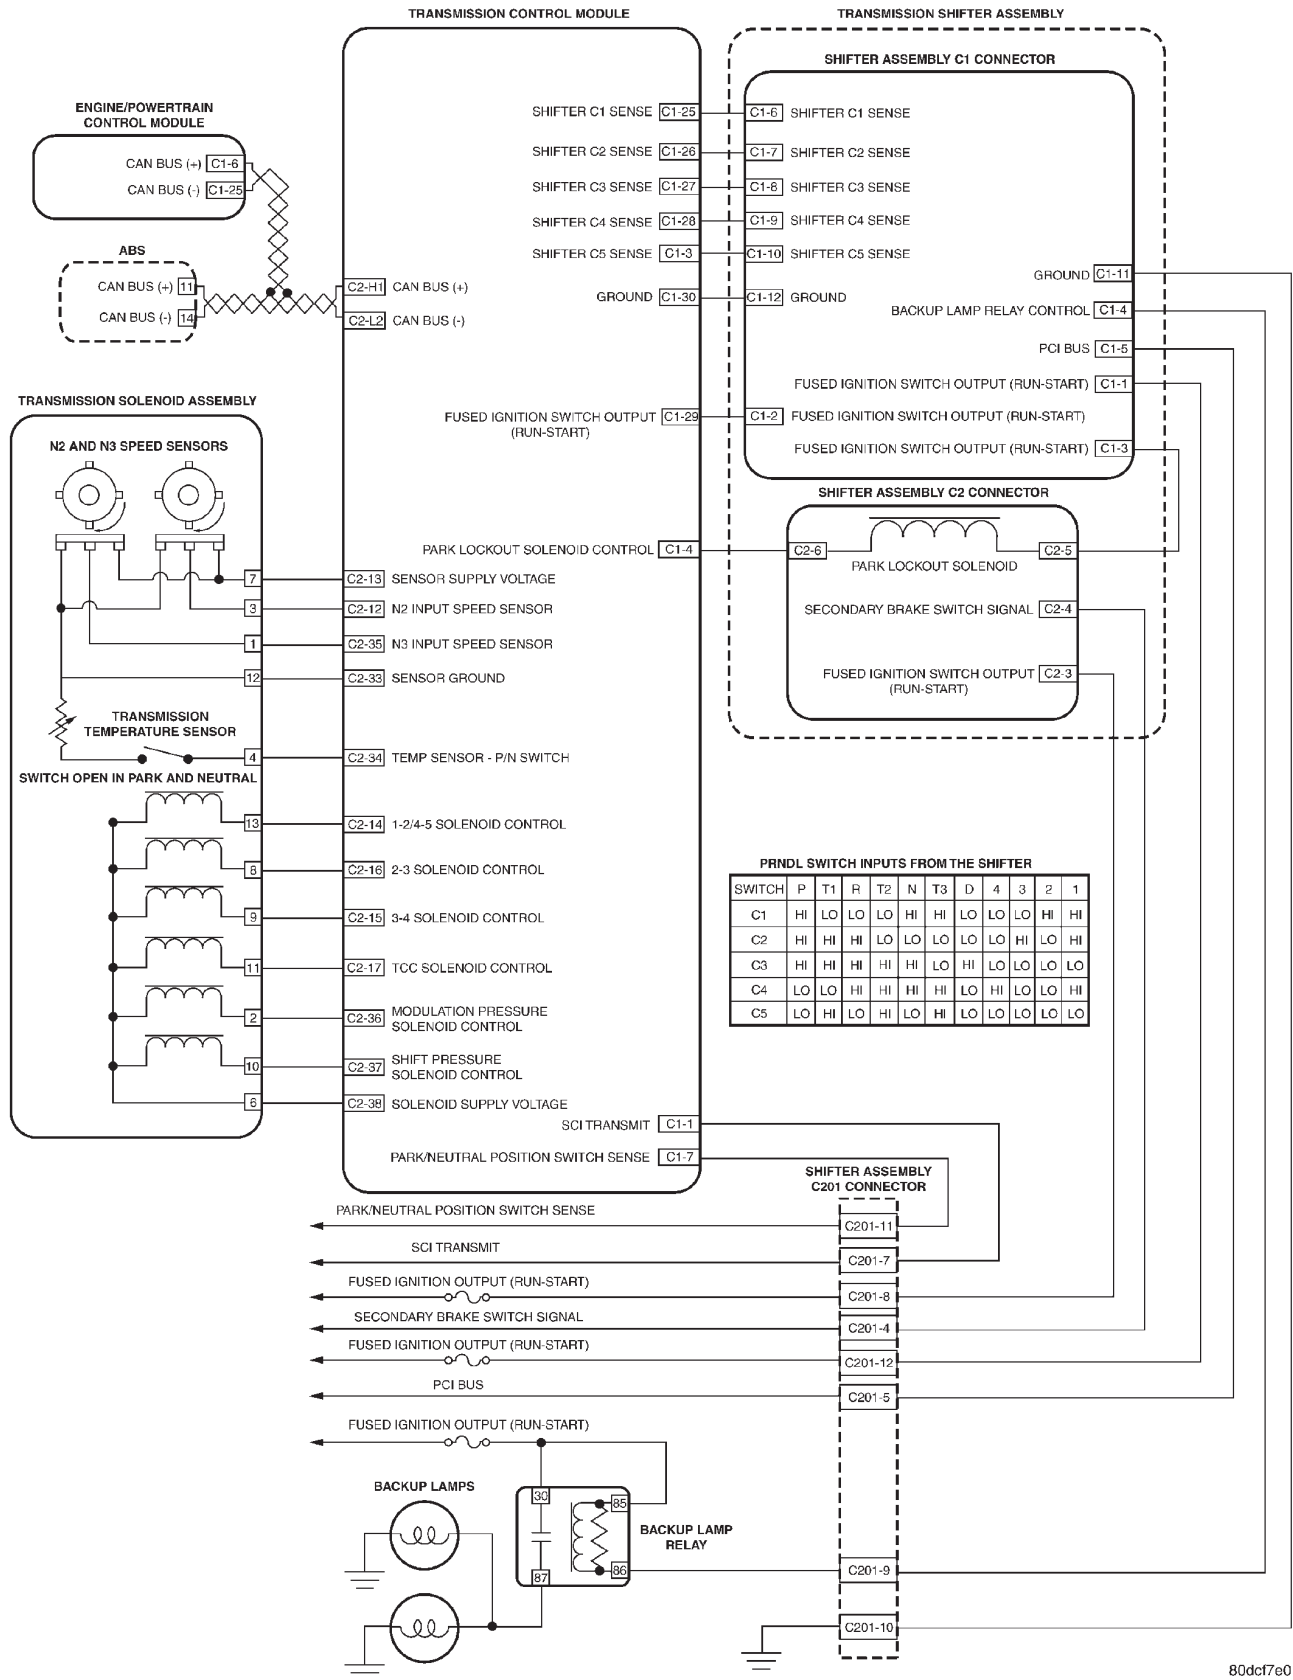 TRANSMISSION CONTROL MODULE
TRANSMISSION SHIFTER ASSEMBLY
SHIFTER ASSEMBLY C1 CONNECTOR
ENGINE/POWERTRAIN
CONTROL MODULE
CAN BUS (+) C1-6
CAN BUS (-) C1-25
ABS
CAN BUS (+) 11
CAN BUS (-) 14
C2-H1 CAN BUS (+)
C2-L2 CAN BUS (-)
SHIFTER C1 SENSE C1-25
C1-6 SHIFTER C1 SENSE
SHIFTER C2 SENSE C1-26
C1-7 SHIFTER C2 SENSE
SHIFTER C3 SENSE C1-27
C1-8 SHIFTER C3 SENSE
SHIFTER C4 SENSE C1-28
C1-9 SHIFTER C4 SENSE
SHIFTER C5 SENSE C1-3
C1-10 SHIFTER C5 SENSE
GROUND C1-30
C1-12 GROUND
GROUND C1-11
BACKUP LAMP RELAY CONTROL C1-4
PCI BUS C1-5
FUSED IGNITION SWITCH OUTPUT (RUN-START) C1-1
FUSED IGNITION SWITCH OUTPUT C1-29
(RUN-START)
C1-2 FUSED IGNITION SWITCH OUTPUT (RUN-START)
FUSED IGNITION SWITCH OUTPUT (RUN-START) C1-3
SHIFTER ASSEMBLY C2 CONNECTOR
PARK LOCKOUT SOLENOID CONTROL C1-4
C2-6
C2-5
PARK LOCKOUT SOLENOID
SECONDARY BRAKE SWITCH SIGNAL C2-4
FUSED IGNITION SWITCH OUTPUT C2-3
(RUN-START)
TRANSMISSION SOLENOID ASSEMBLY
N2 AND N3 SPEED SENSORS
7 C2-13 SENSOR SUPPLY VOLTAGE
3 C2-12 N2 INPUT SPEED SENSOR
1 C2-35 N3 INPUT SPEED SENSOR
12 C2-33 SENSOR GROUND
TRANSMISSION
TEMPERATURE SENSOR
4 C2-34 TEMP SENSOR - P/N SWITCH
SWITCH OPEN IN PARK AND NEUTRAL
13 C2-14 1-2/4-5 SOLENOID CONTROL
8 C2-16 2-3 SOLENOID CONTROL
9 C2-15 3-4 SOLENOID CONTROL
11 C2-17 TCC SOLENOID CONTROL
2 C2-36 MODULATION PRESSURE
SOLENOID CONTROL
10 C2-37 SHIFT PRESSURE
SOLENOID CONTROL
6 C2-38 SOLENOID SUPPLY VOLTAGE
SCI TRANSMIT C1-1
PARK/NEUTRAL POSITION SWITCH SENSE C1-7
PRNDL SWITCH INPUTS FROM THE SHIFTER
SWITCH P T1 R T2 N T3 D 4 3 2 1
C1 HI LO LO LO HI HI LO LO LO HI HI
C2 HI HI HI LO LO LO LO LO HI LO HI
C3 HI HI HI HI HI LO HI LO LO LO LO
C4 LO LO HI HI HI HI LO HI LO LO HI
C5 LO HI LO HI LO HI LO LO LO LO LO
SHIFTER ASSEMBLY
C201 CONNECTOR
PARK/NEUTRAL POSITION SWITCH SENSE
C201-11
SCI TRANSMIT
C201-7
FUSED IGNITION OUTPUT (RUN-START)
C201-8
SECONDARY BRAKE SWITCH SIGNAL
C201-4
FUSED IGNITION OUTPUT (RUN-START)
C201-12
PCI BUS
C201-5
FUSED IGNITION OUTPUT (RUN-START)
BACKUP LAMPS
30
85
BACKUP LAMP
RELAY
86
87
C201-9
C201-10
80dcf7e0